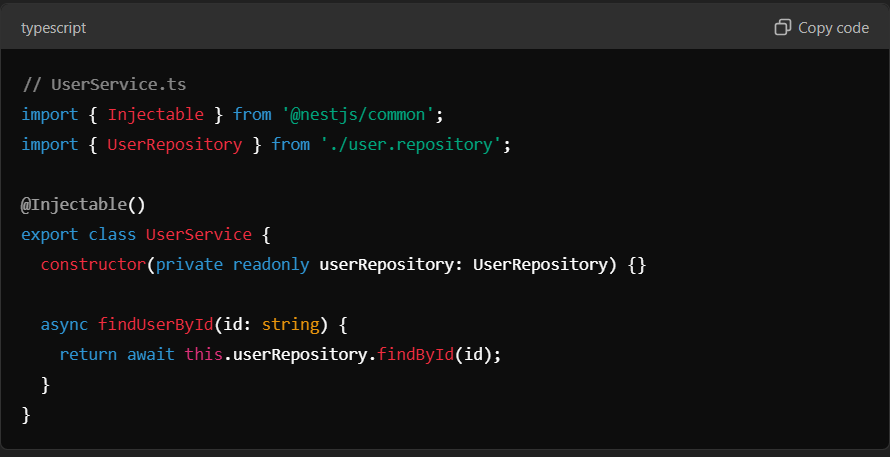 typescript
Copy code
// UserService.ts
import { Injectable } from '@nestjs/common';
import { UserRepository } from './user.repository';
@Injectable()
export class UserService {
constructor(private readonly userRepository: UserRepository) {}
async findUserById(id: string) {
return await this.userRepository.findById(id);
}
}